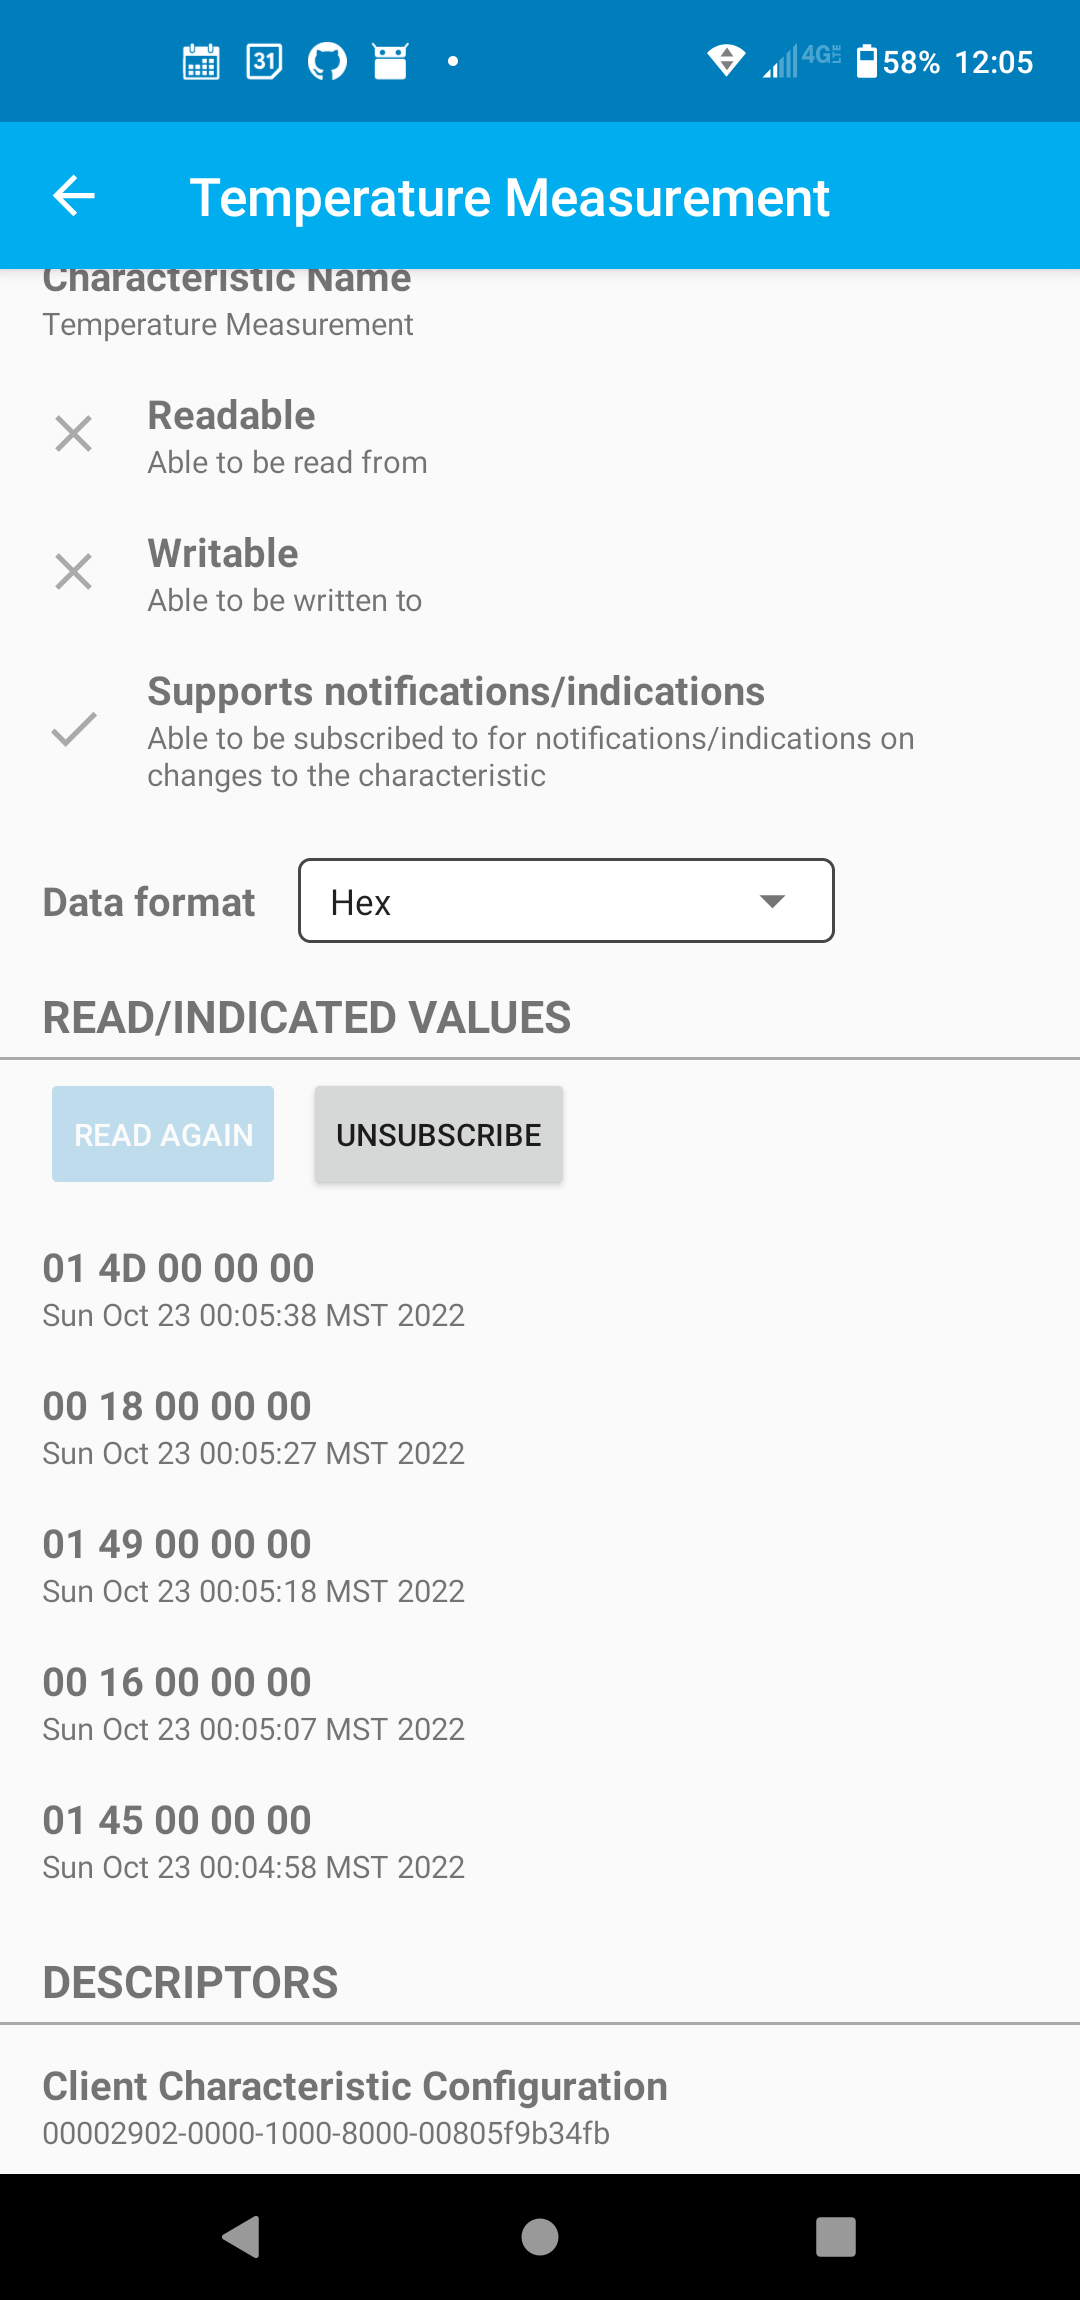 31
4G LTE 58% 12:05
Temperature Measurement
Characteristic Name
Temperature Measurement
Readable
Able to be read from
Writable
Able to be written to
Supports notifications/indications
Able to be subscribed to for notifications/indications on
changes to the characteristic
Data format Hex
READ/INDICATED VALUES
READ AGAIN UNSUBSCRIBE
01 4D 00 00 00
Sun Oct 23 00:05:38 MST 2022
00 18 00 00 00
Sun Oct 23 00:05:27 MST 2022
01 49 00 00 00
Sun Oct 23 00:05:18 MST 2022
00 16 00 00 00
Sun Oct 23 00:05:07 MST 2022
01 45 00 00 00
Sun Oct 23 00:04:58 MST 2022
DESCRIPTORS
Client Characteristic Configuration
00002902-0000-1000-8000-00805f9b34fb